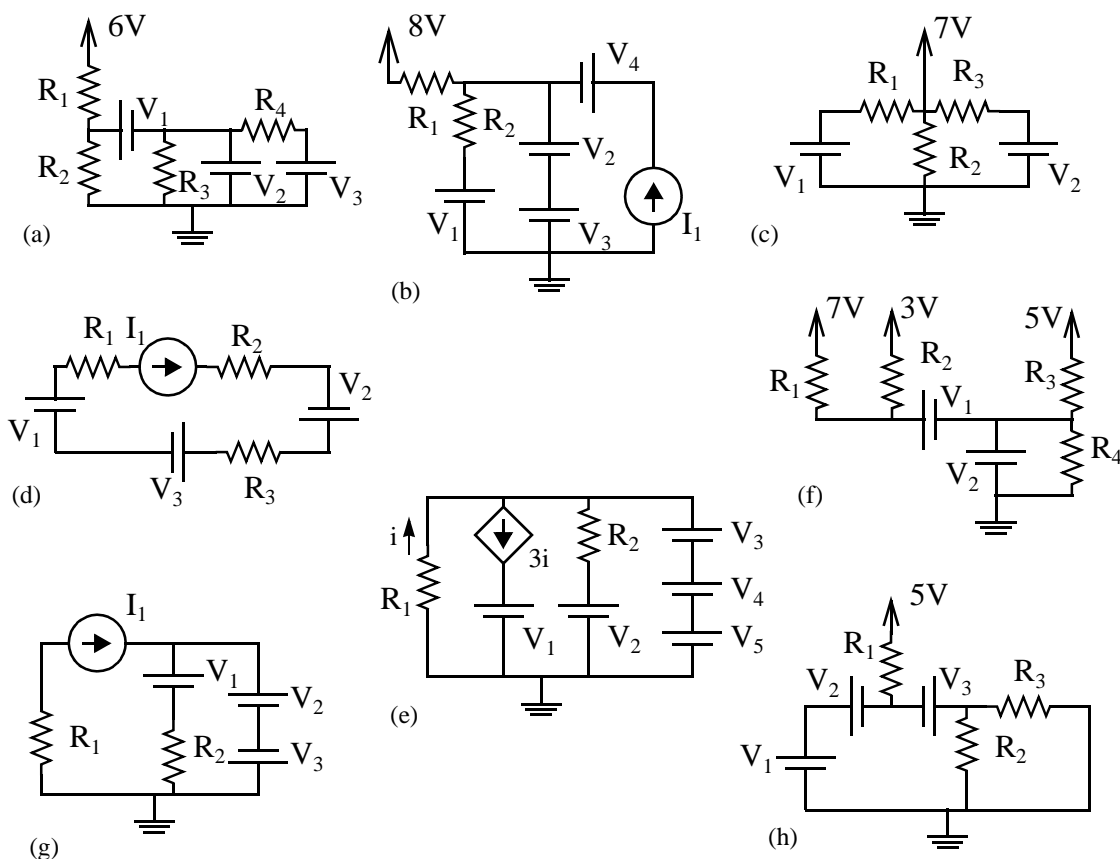 6V
R1
V1
R4
R2
R3
V2
V3
(a)
8V
V4
R1
R2
V2
V1
V3
I1
(b)
7V
R1
R3
R2
V1
V2
(c)
R1
I1
R2
V2
V1
V3
R3
(d)
7V
3V
5V
R2
R1
V1
R3
V2
R4
(f)
i
3i
R2
V3
R1
V4
V1
V2
V5
(e)
I1
V1
V2
R1
R2
V3
(g)
5V
R1
V2
V3
R3
R2
V1
(h)